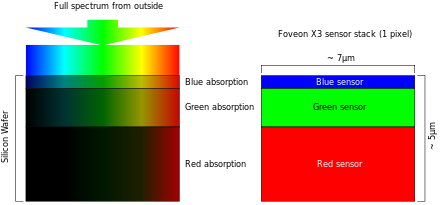 Full spectrum from outside
Foveon X3 sensor stack (1 pixel)
~ 7µm
Blue absorption
Blue sensor
Green absorption
Green sensor
Silicon Wafer
~ 5µm
Red absorption
Red sensor